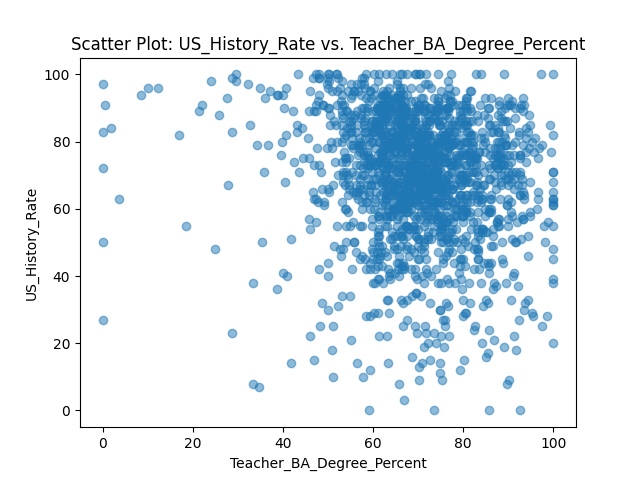 Scatter Plot: US_History_Rate vs. Teacher_BA_Degree_Percent
100
80
60
40
20
0
US_History_Rate
0 20 40 60 80 100
Teacher_BA_Degree_Percent